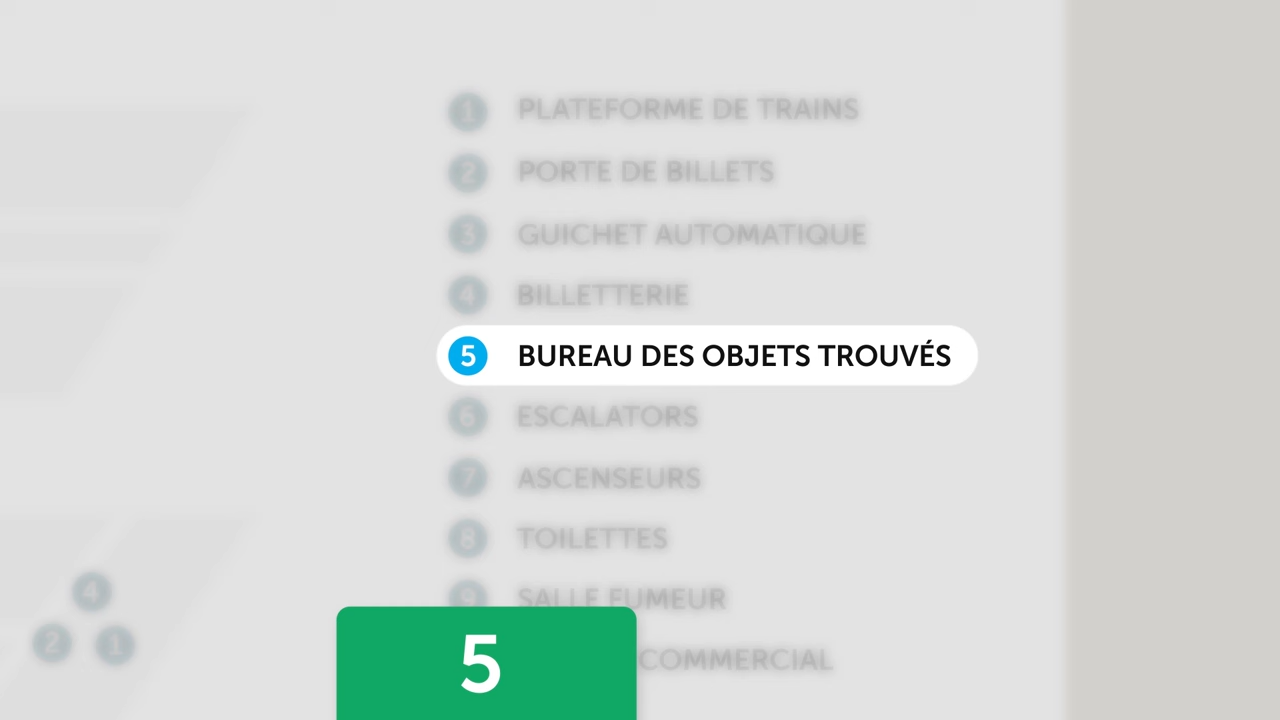 1 PLATEFORME DE TRAINS
2 PORTE DE BILLETS
3 GUICHET AUTOMATIQUE
4 BILLETTERIE
5 BUREAU DES OBJETS TROUVÉS
6 ESCALATORS
7 ASCENSEURS
8 TOILETTES
9 SALLE FUMEUR
COMMERCIAL
4
2 1
5